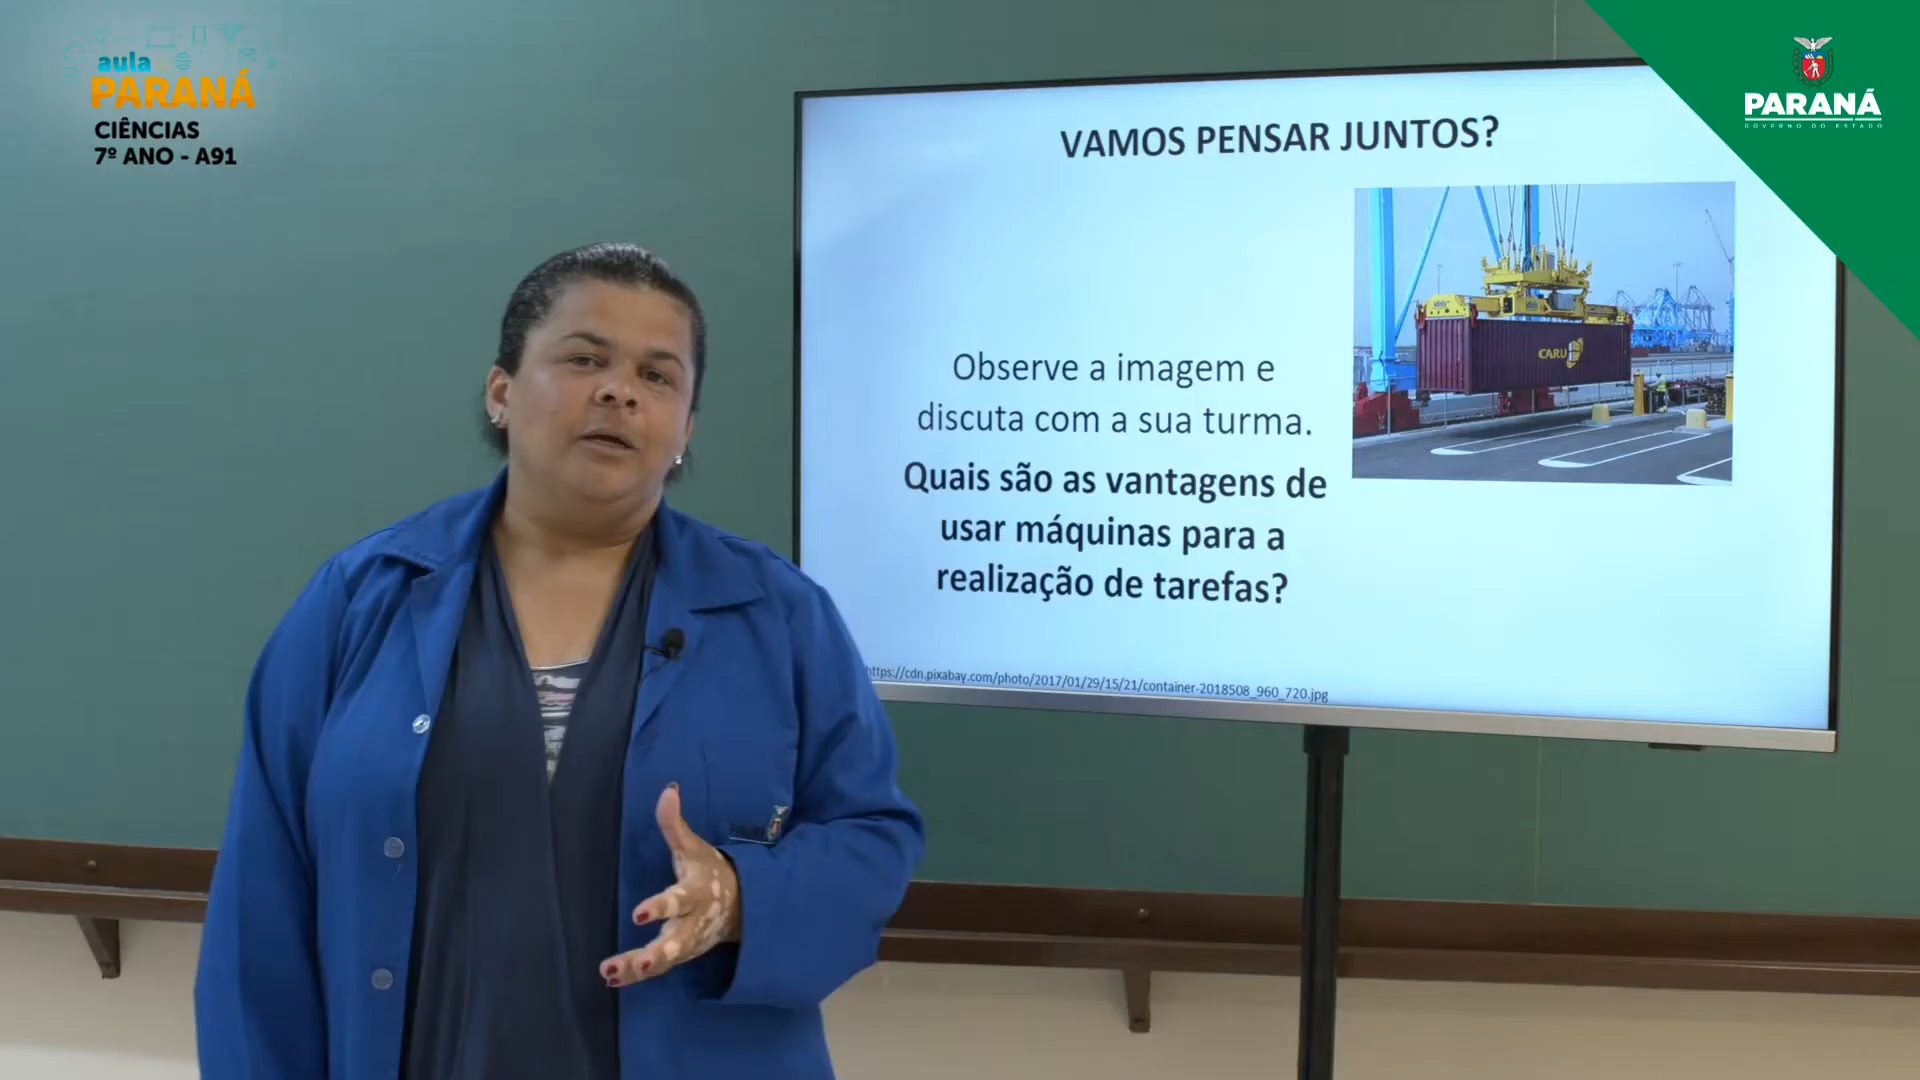 aula
PARANÁ
CIÊNCIAS
7º ANO - A91
PARANÁ
GOVERNO DO ESTADO
VAMOS PENSAR JUNTOS?
CARU
Observe a imagem e
discuta com a sua turma.
Quais são as vantagens de
usar máquinas para a
realização de tarefas?
https://cdn.pixabay.com/photo/2017/01/29/15/21/container-2018508_960_720.jpg